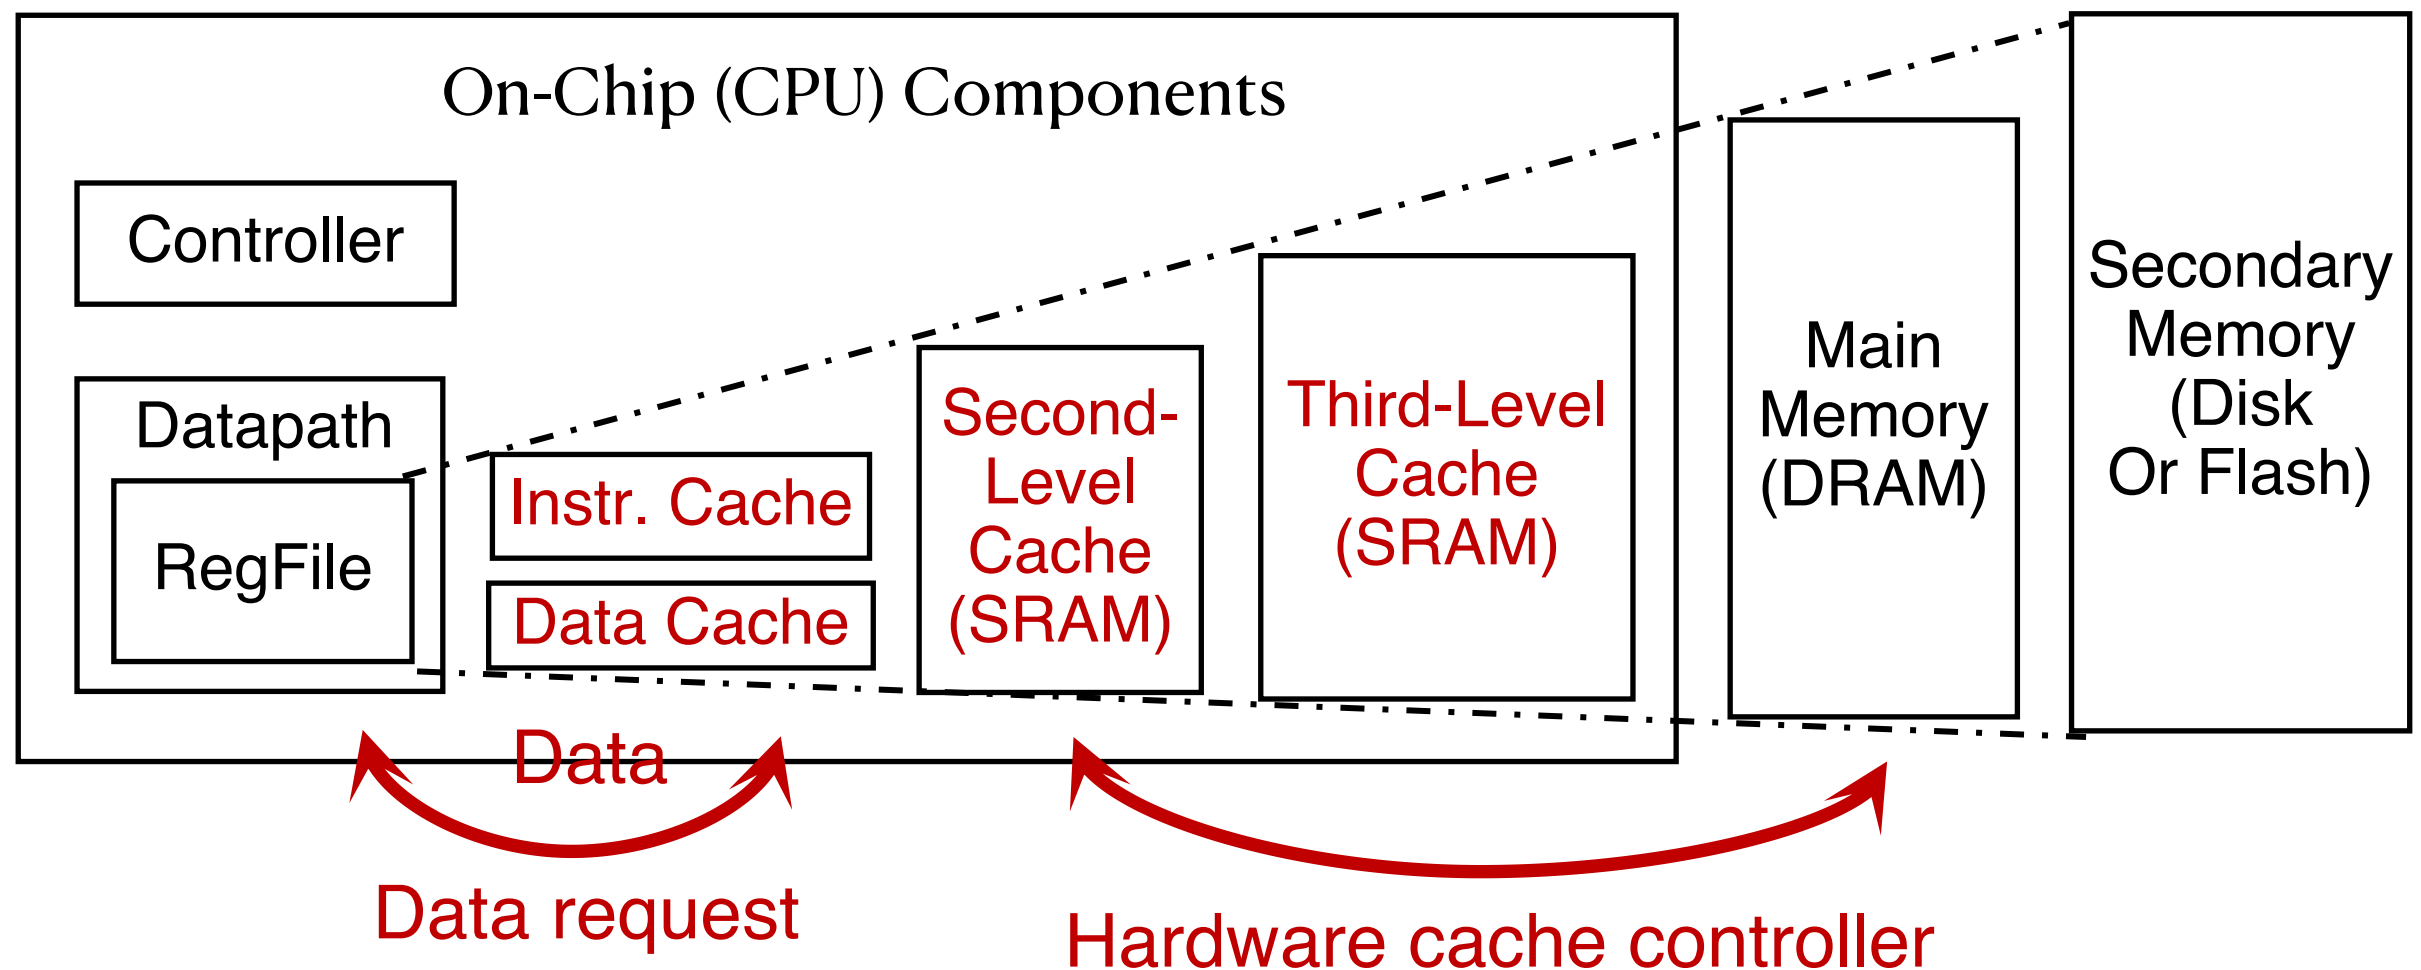 On-Chip (CPU) Components
Controller
Datapath
RegFile
Instr. Cache
Data Cache
Second-
Level
Cache
(SRAM)
Third-Level
Cache
(SRAM)
Main
Memory
(DRAM)
Secondary
Memory
(Disk
Or Flash)
Data
Data request
Hardware cache controller